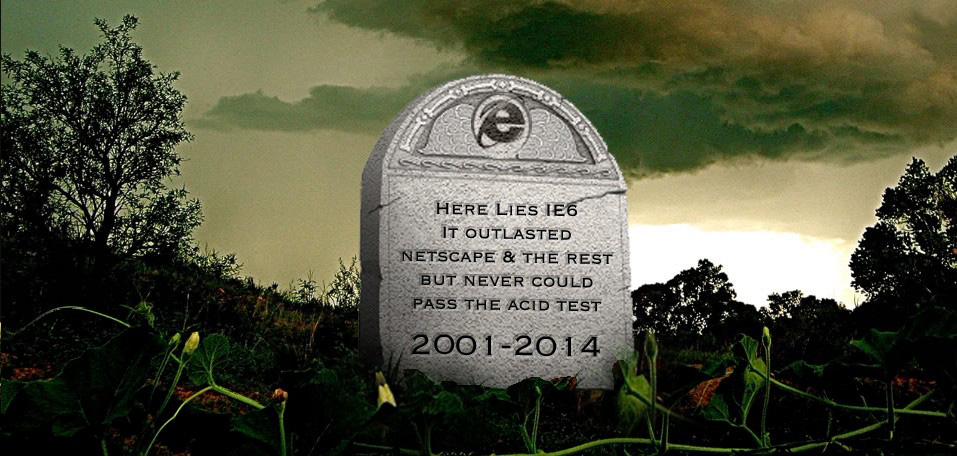 HERE LIES IE6
IT OUTLASTED
NETSCAPE & THE REST
BUT NEVER COULD
PASS THE ACID TEST
2001-2014